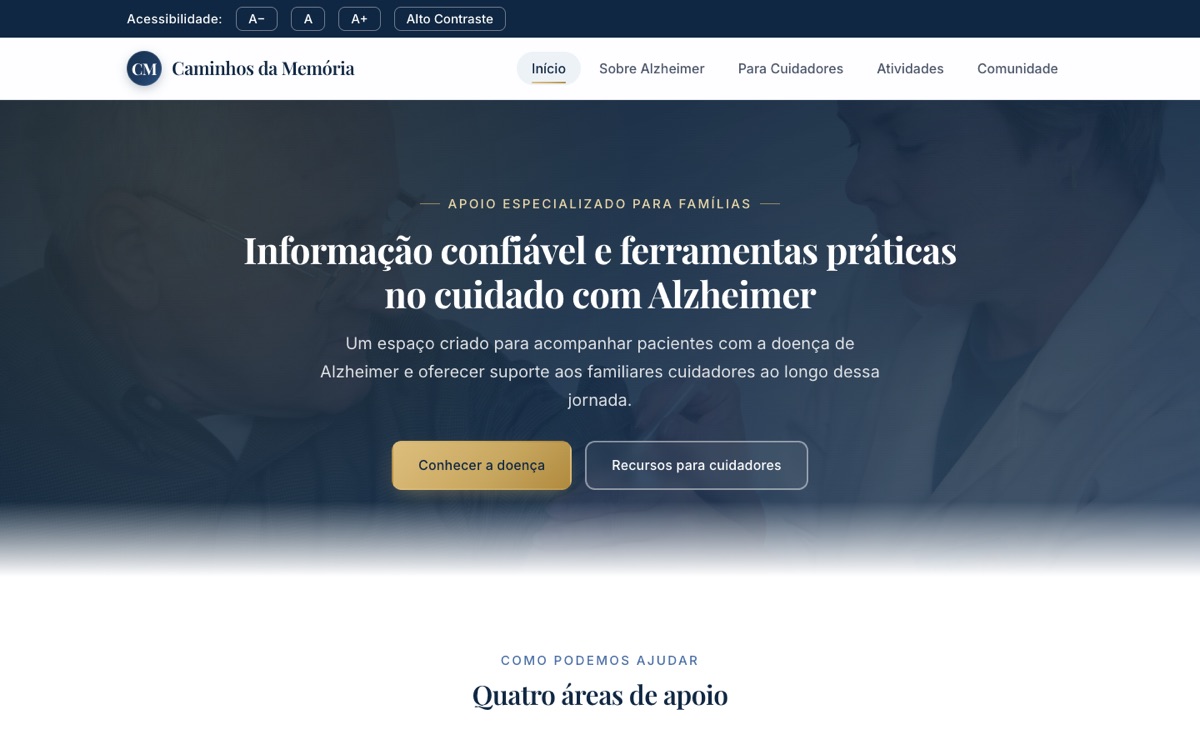 Acessibilidade: A− A A+ Alto Contraste
CM Caminhos da Memória Início Sobre Alzheimer Para Cuidadores Atividades Comunidade
APOIO ESPECIALIZADO PARA FAMÍLIAS
Informação confiável e ferramentas práticas
no cuidado com Alzheimer
Um espaço criado para acompanhar pacientes com a doença de
Alzheimer e oferecer suporte aos familiares cuidadores ao longo dessa
jornada.
Conhecer a doença Recursos para cuidadores
COMO PODEMOS AJUDAR
Quatro áreas de apoio